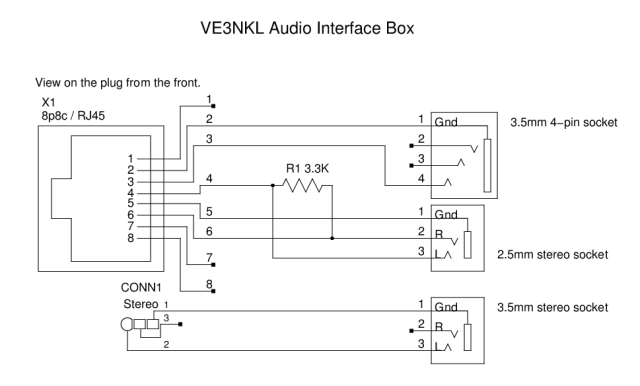 VE3NKL Audio Interface Box
View on the plug from the front.
X1
8p8c / RJ45
1
2
3
4
5
6
7
8
1
2
3
4
5
6
7
8
R1 3.3K
1 Gnd
2
3
4
3.5mm 4-pin socket
1 Gnd
2 R
3 L
2.5mm stereo socket
CONN1
Stereo
1
3
2
1 Gnd
2 R
3 L
3.5mm stereo socket